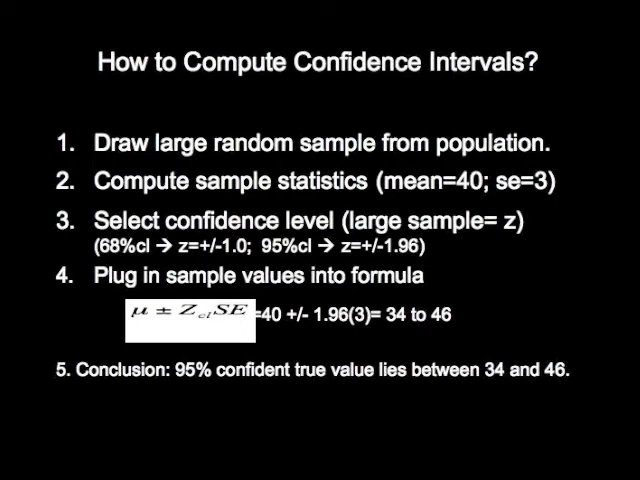 How to Compute Confidence Intervals?
1. Draw large random sample from population.
2. Compute sample statistics (mean=40; se=3)
3. Select confidence level (large sample= z)
(68%cl → z=+/-1.0; 95%cl → z=+/-1.96)
4. Plug in sample values into formula
μ ± Z_cl SE =40 +/- 1.96(3)= 34 to 46
5. Conclusion: 95% confident true value lies between 34 and 46.